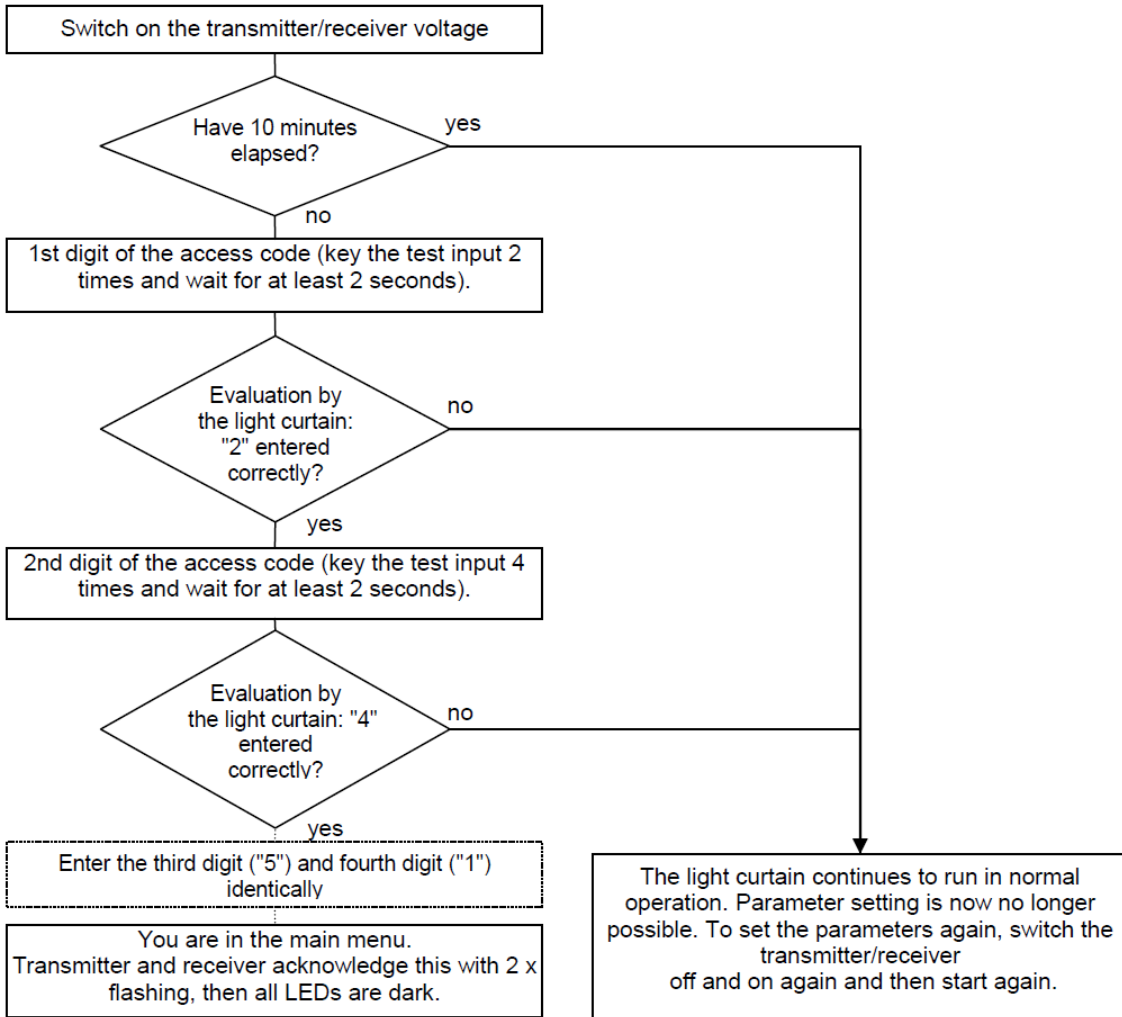 Switch on the transmitter/receiver voltage
Have 10 minutes
elapsed?
yes
no
1st digit of the access code (key the test input 2
times and wait for at least 2 seconds).
Evaluation by
the light curtain:
"2" entered
correctly?
no
yes
2nd digit of the access code (key the test input 4
times and wait for at least 2 seconds).
Evaluation by
the light curtain: "4"
entered
correctly?
no
yes
Enter the third digit ("5") and fourth digit ("1")
identically
You are in the main menu.
Transmitter and receiver acknowledge this with 2 x
flashing, then all LEDs are dark.
The light curtain continues to run in normal
operation. Parameter setting is now no longer
possible. To set the parameters again, switch the
transmitter/receiver
off and on again and then start again.